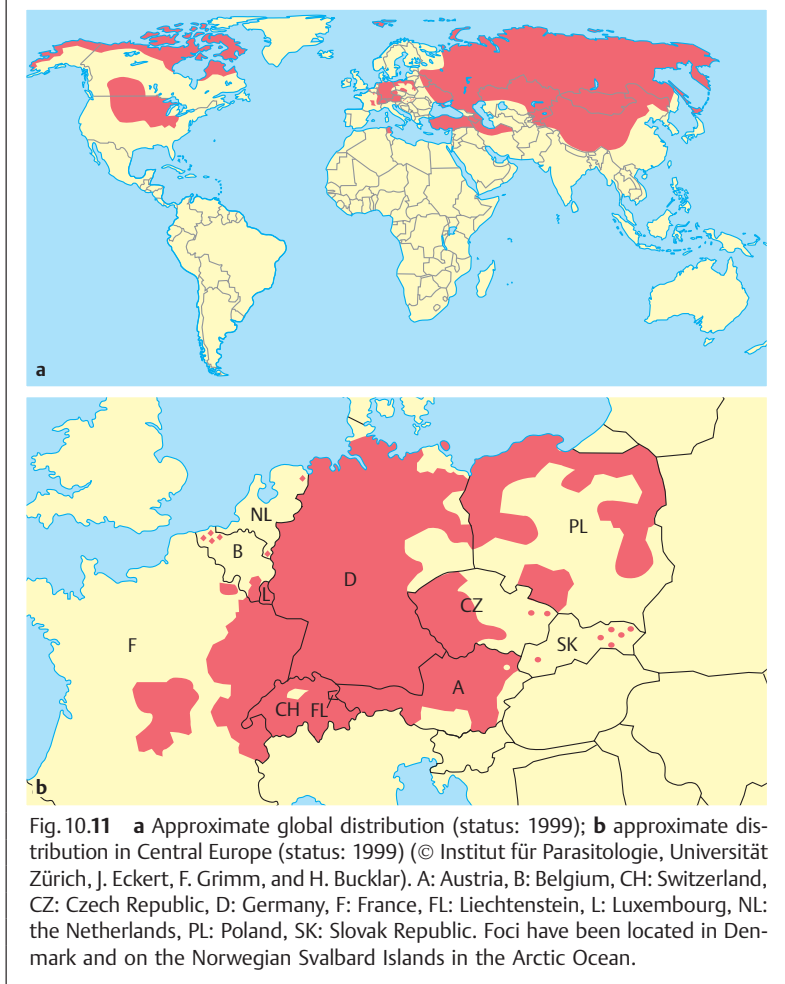 a
NL
B
PL
D
L
CZ
F
SK
A
CH FL
b
Fig. 10.11 a Approximate global distribution (status: 1999); b approximate dis-
tribution in Central Europe (status: 1999) (© Institut für Parasitologie, Universität
Zürich, J. Eckert, F. Grimm, and H. Bucklar). A: Austria, B: Belgium, CH: Switzerland,
CZ: Czech Republic, D: Germany, F: France, FL: Liechtenstein, L: Luxembourg, NL:
the Netherlands, PL: Poland, SK: Slovak Republic. Foci have been located in Den-
mark and on the Norwegian Svalbard Islands in the Arctic Ocean.